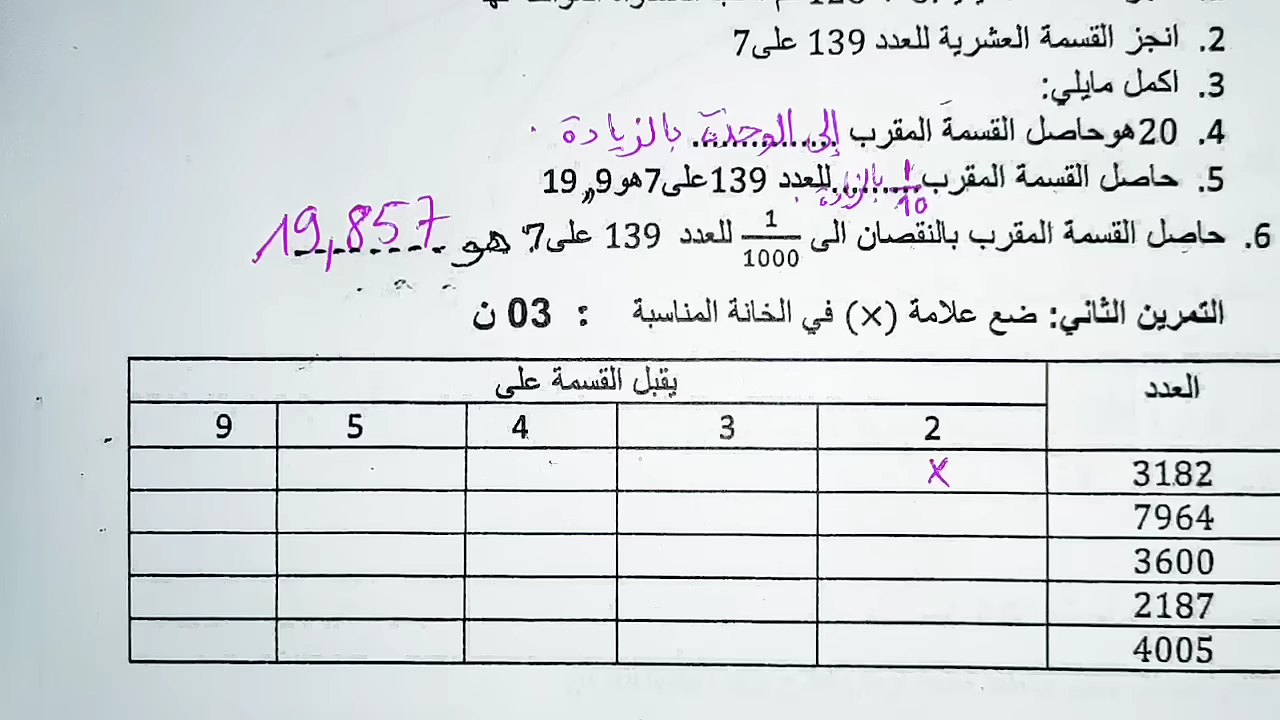 2. انجز القسمة العشرية للعدد 139 على7
3. اكمل مايلي:
4. 20هوحاصل القسمة المقرب إلى الوحدة بالزيادة
5. حاصل القسمة المقرب 1/10 بالزيادة للعدد 139على7هو9, 19
6. حاصل القسمة المقرب بالنقصان الى 1/1000 للعدد 139 على7 هو 19,857
التمرين الثاني: ضع علامة (×) في الخانة المناسبة : 03 ن
العدد يقبل القسمة على
2 3 4 5 9
3182 x
7964
3600
2187
4005